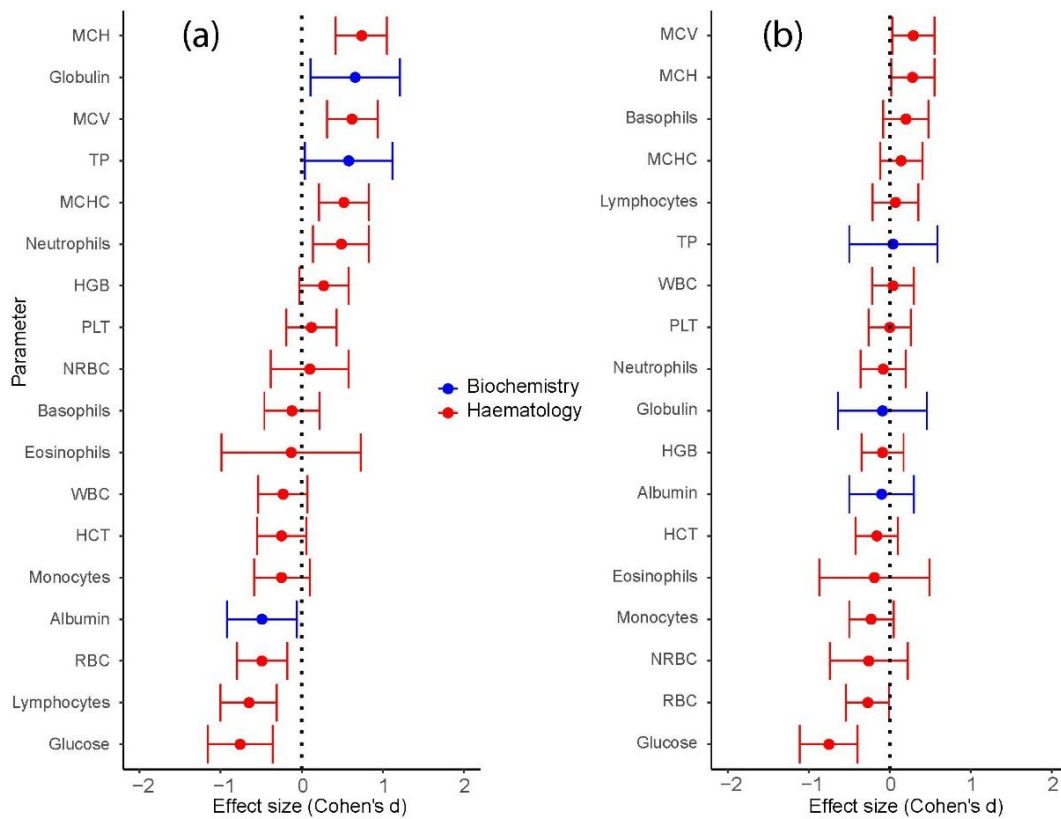 (a)
Parameter
MCH
Globulin
MCV
TP
MCHC
Neutrophils
HGB
PLT
NRBC
Basophils
Eosinophils
WBC
HCT
Monocytes
Albumin
RBC
Lymphocytes
Glucose
−2 −1 0 1 2
Effect size (Cohen's d)
Biochemistry
Haematology
(b)
MCV
MCH
Basophils
MCHC
Lymphocytes
TP
WBC
PLT
Neutrophils
Globulin
HGB
Albumin
HCT
Eosinophils
Monocytes
NRBC
RBC
Glucose
−2 −1 0 1 2
Effect size (Cohen's d)